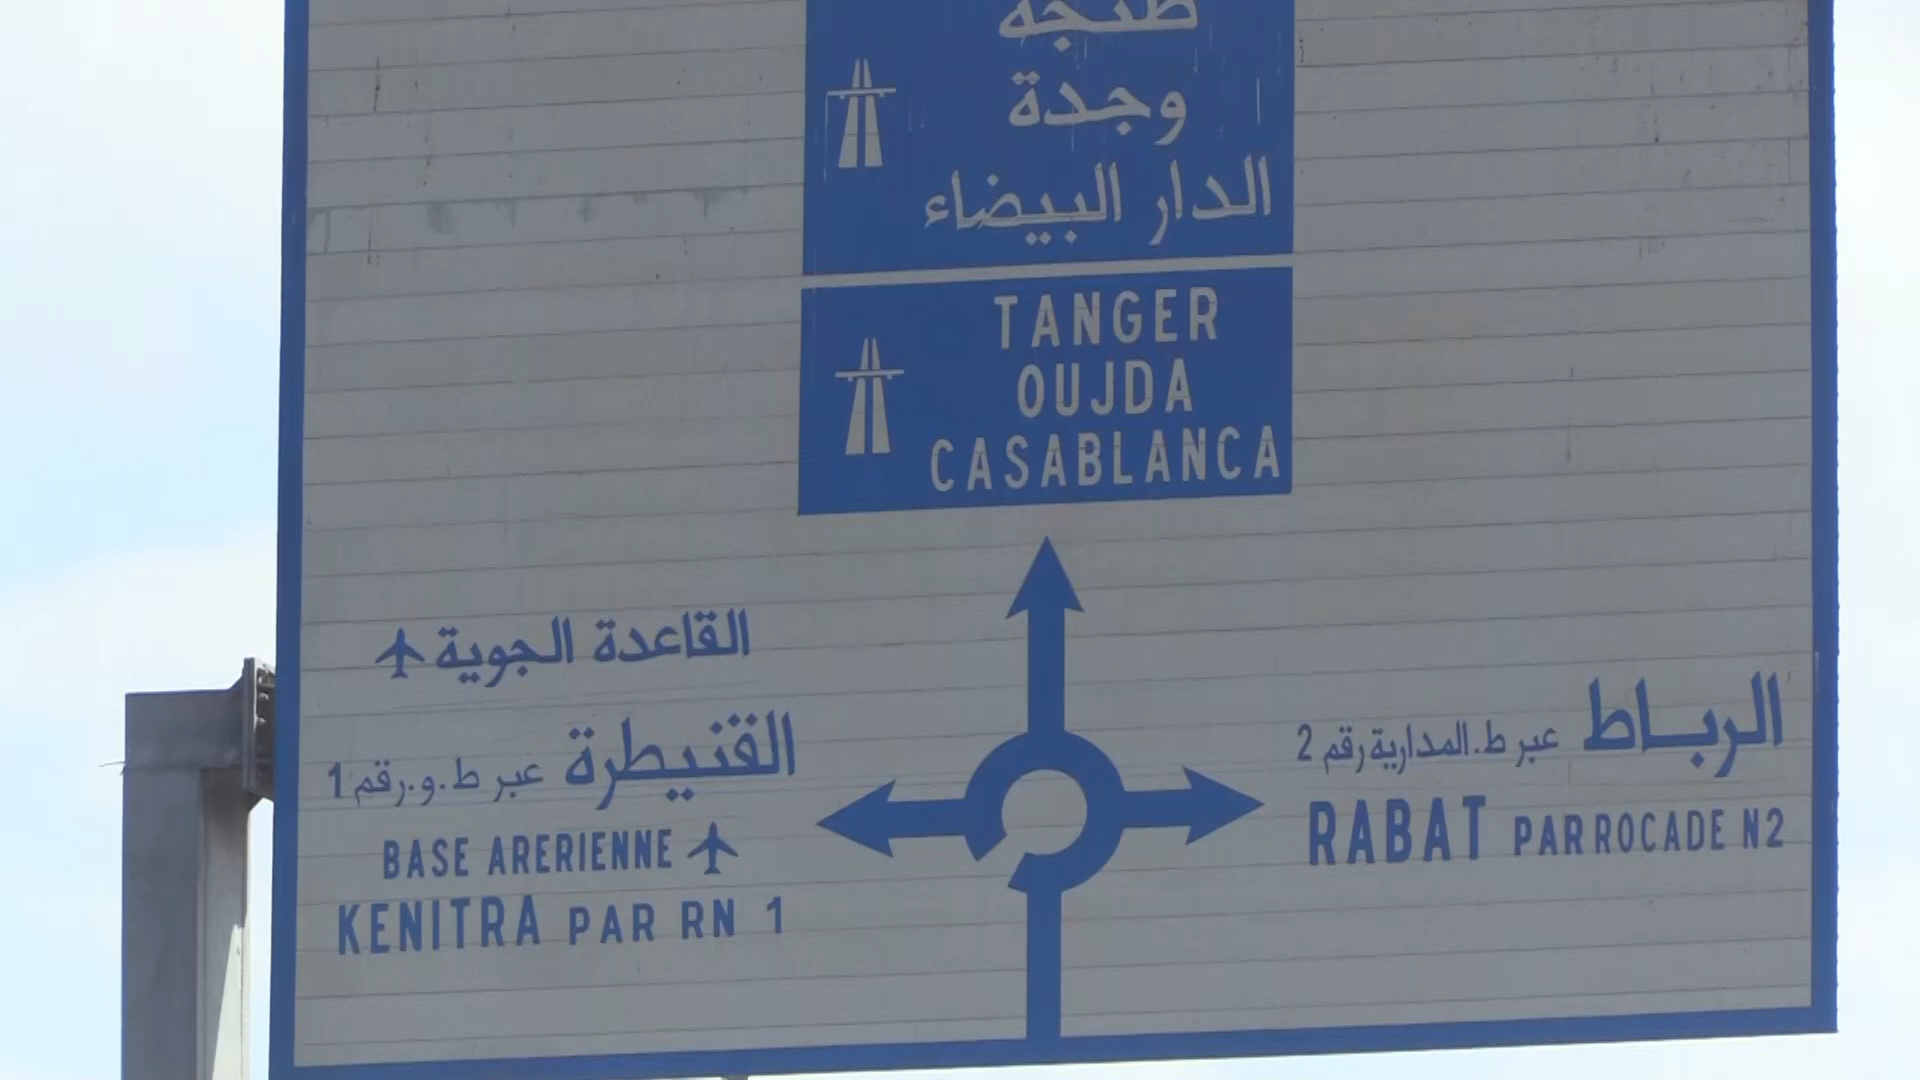 طنجة
وجدة
الدار البيضاء
TANGER
OUJDA
CASABLANCA
القاعدة الجوية
القنيطرة عبر ط.و.رقم 1
BASE ARERIENNE
KENITRA PAR RN 1
الرباط عبر ط.المدارية رقم 2
RABAT PAR ROCADE N2